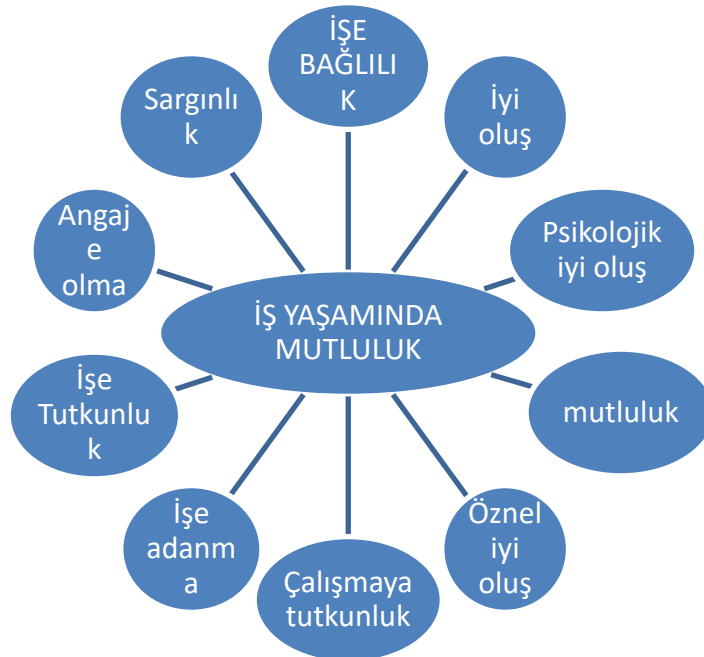 İŞE
BAĞLILI
K
İyi
oluş
Psikolojik
iyi oluş
mutluluk
Öznel
iyi
oluş
Çalışmaya
tutkunluk
İşe
adanm
a
İşe
Tutkunlu
k
Angaj
e
olma
Sargınlı
k
İŞ YAŞAMINDA
MUTLULUK